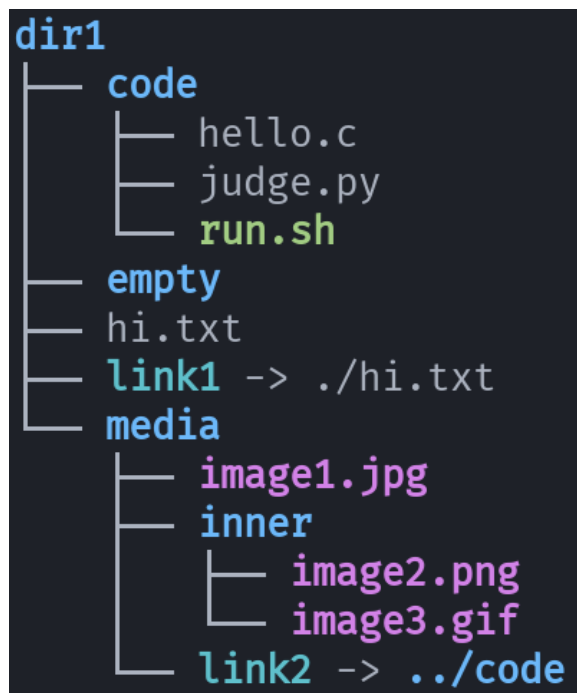 dir1
├── code
│   ├── hello.c
│   ├── judge.py
│   └── run.sh
├── empty
├── hi.txt
├── link1 -> ./hi.txt
└── media
    ├── image1.jpg
    ├── inner
    │   ├── image2.png
    │   └── image3.gif
    └── link2 -> ../code